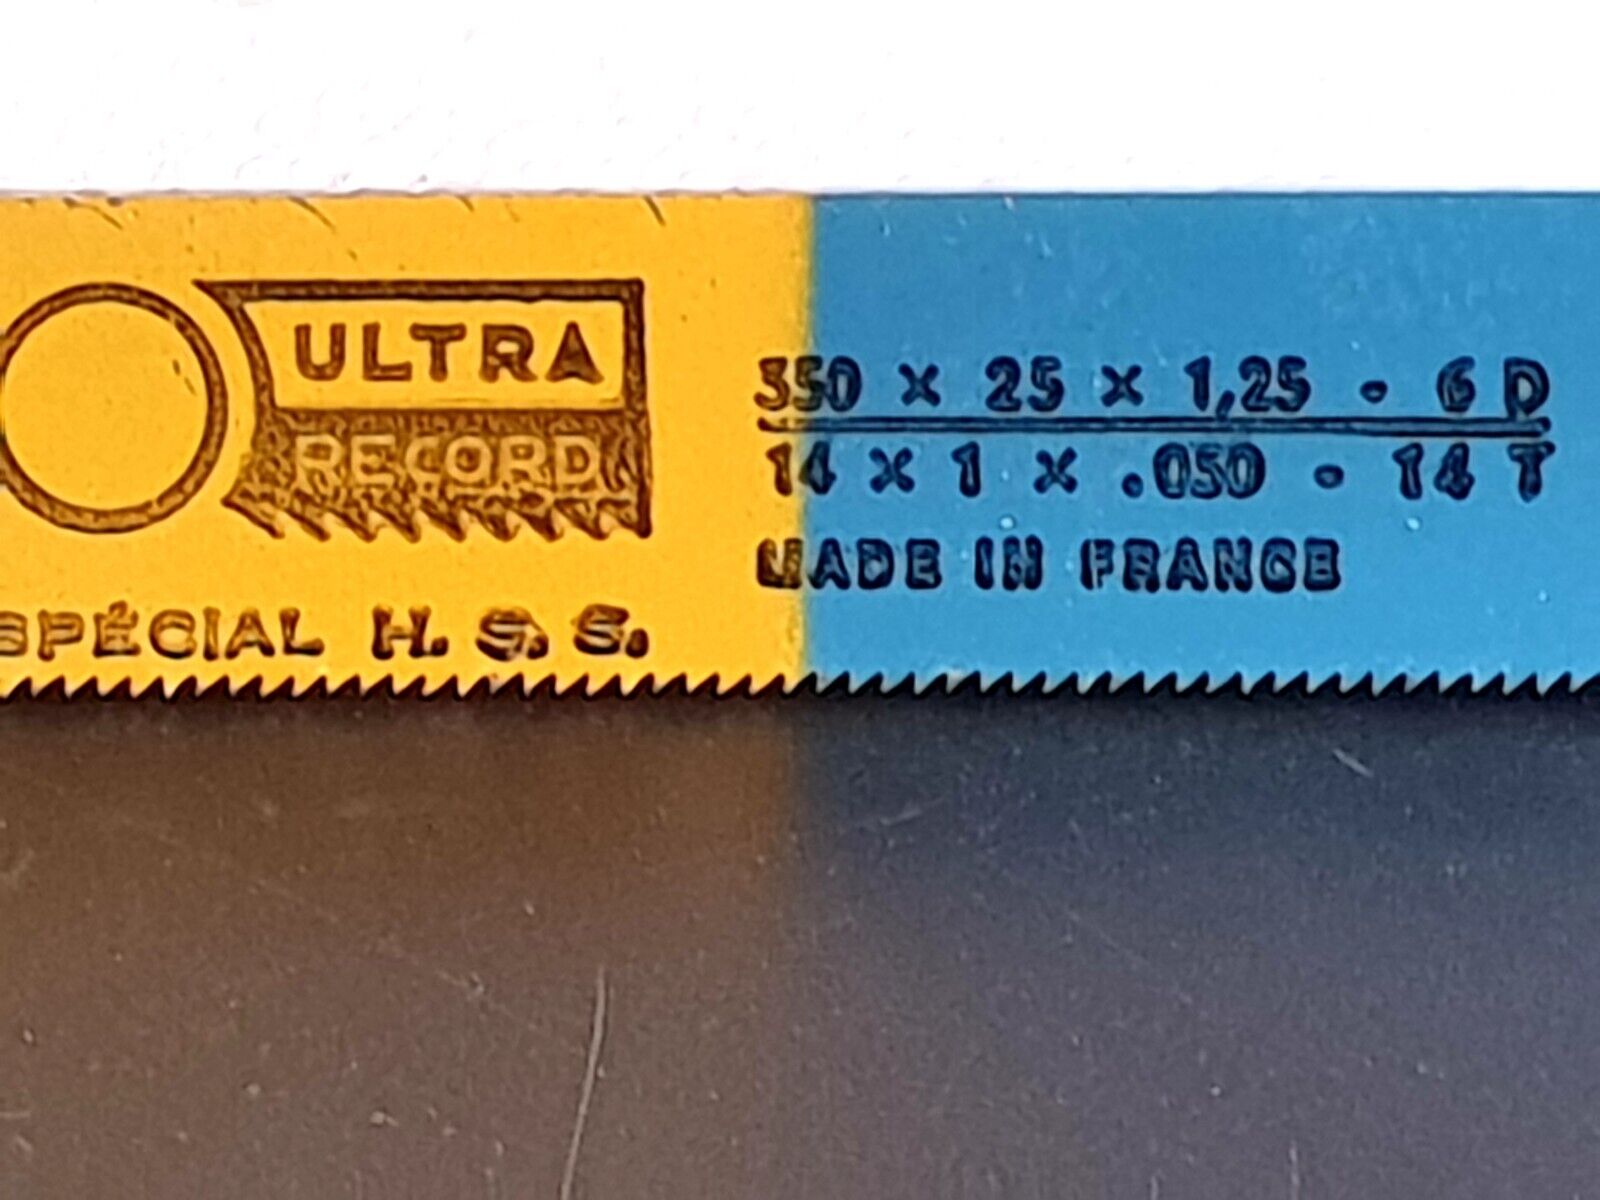 ULTRA
RECORD
SPÉCIAL H.S.S.
350 × 25 × 1,25 - 6 D
14 × 1 × .050 - 14 T
MADE IN FRANCE